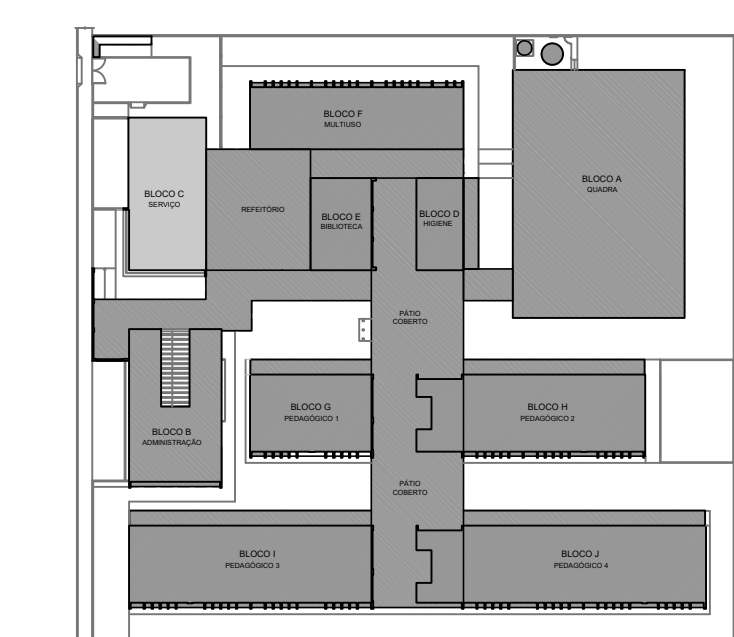 BLOCO F
MULTIUSO
BLOCO A
QUADRA
BLOCO C
SERVIÇO
REFEITÓRIO
BLOCO E
BIBLIOTECA
BLOCO D
HIGIENE
PÁTIO
COBERTO
BLOCO G
PEDAGÓGICO 1
BLOCO H
PEDAGÓGICO 2
BLOCO B
ADMINISTRAÇÃO
PÁTIO
COBERTO
BLOCO I
PEDAGÓGICO 3
BLOCO J
PEDAGÓGICO 4